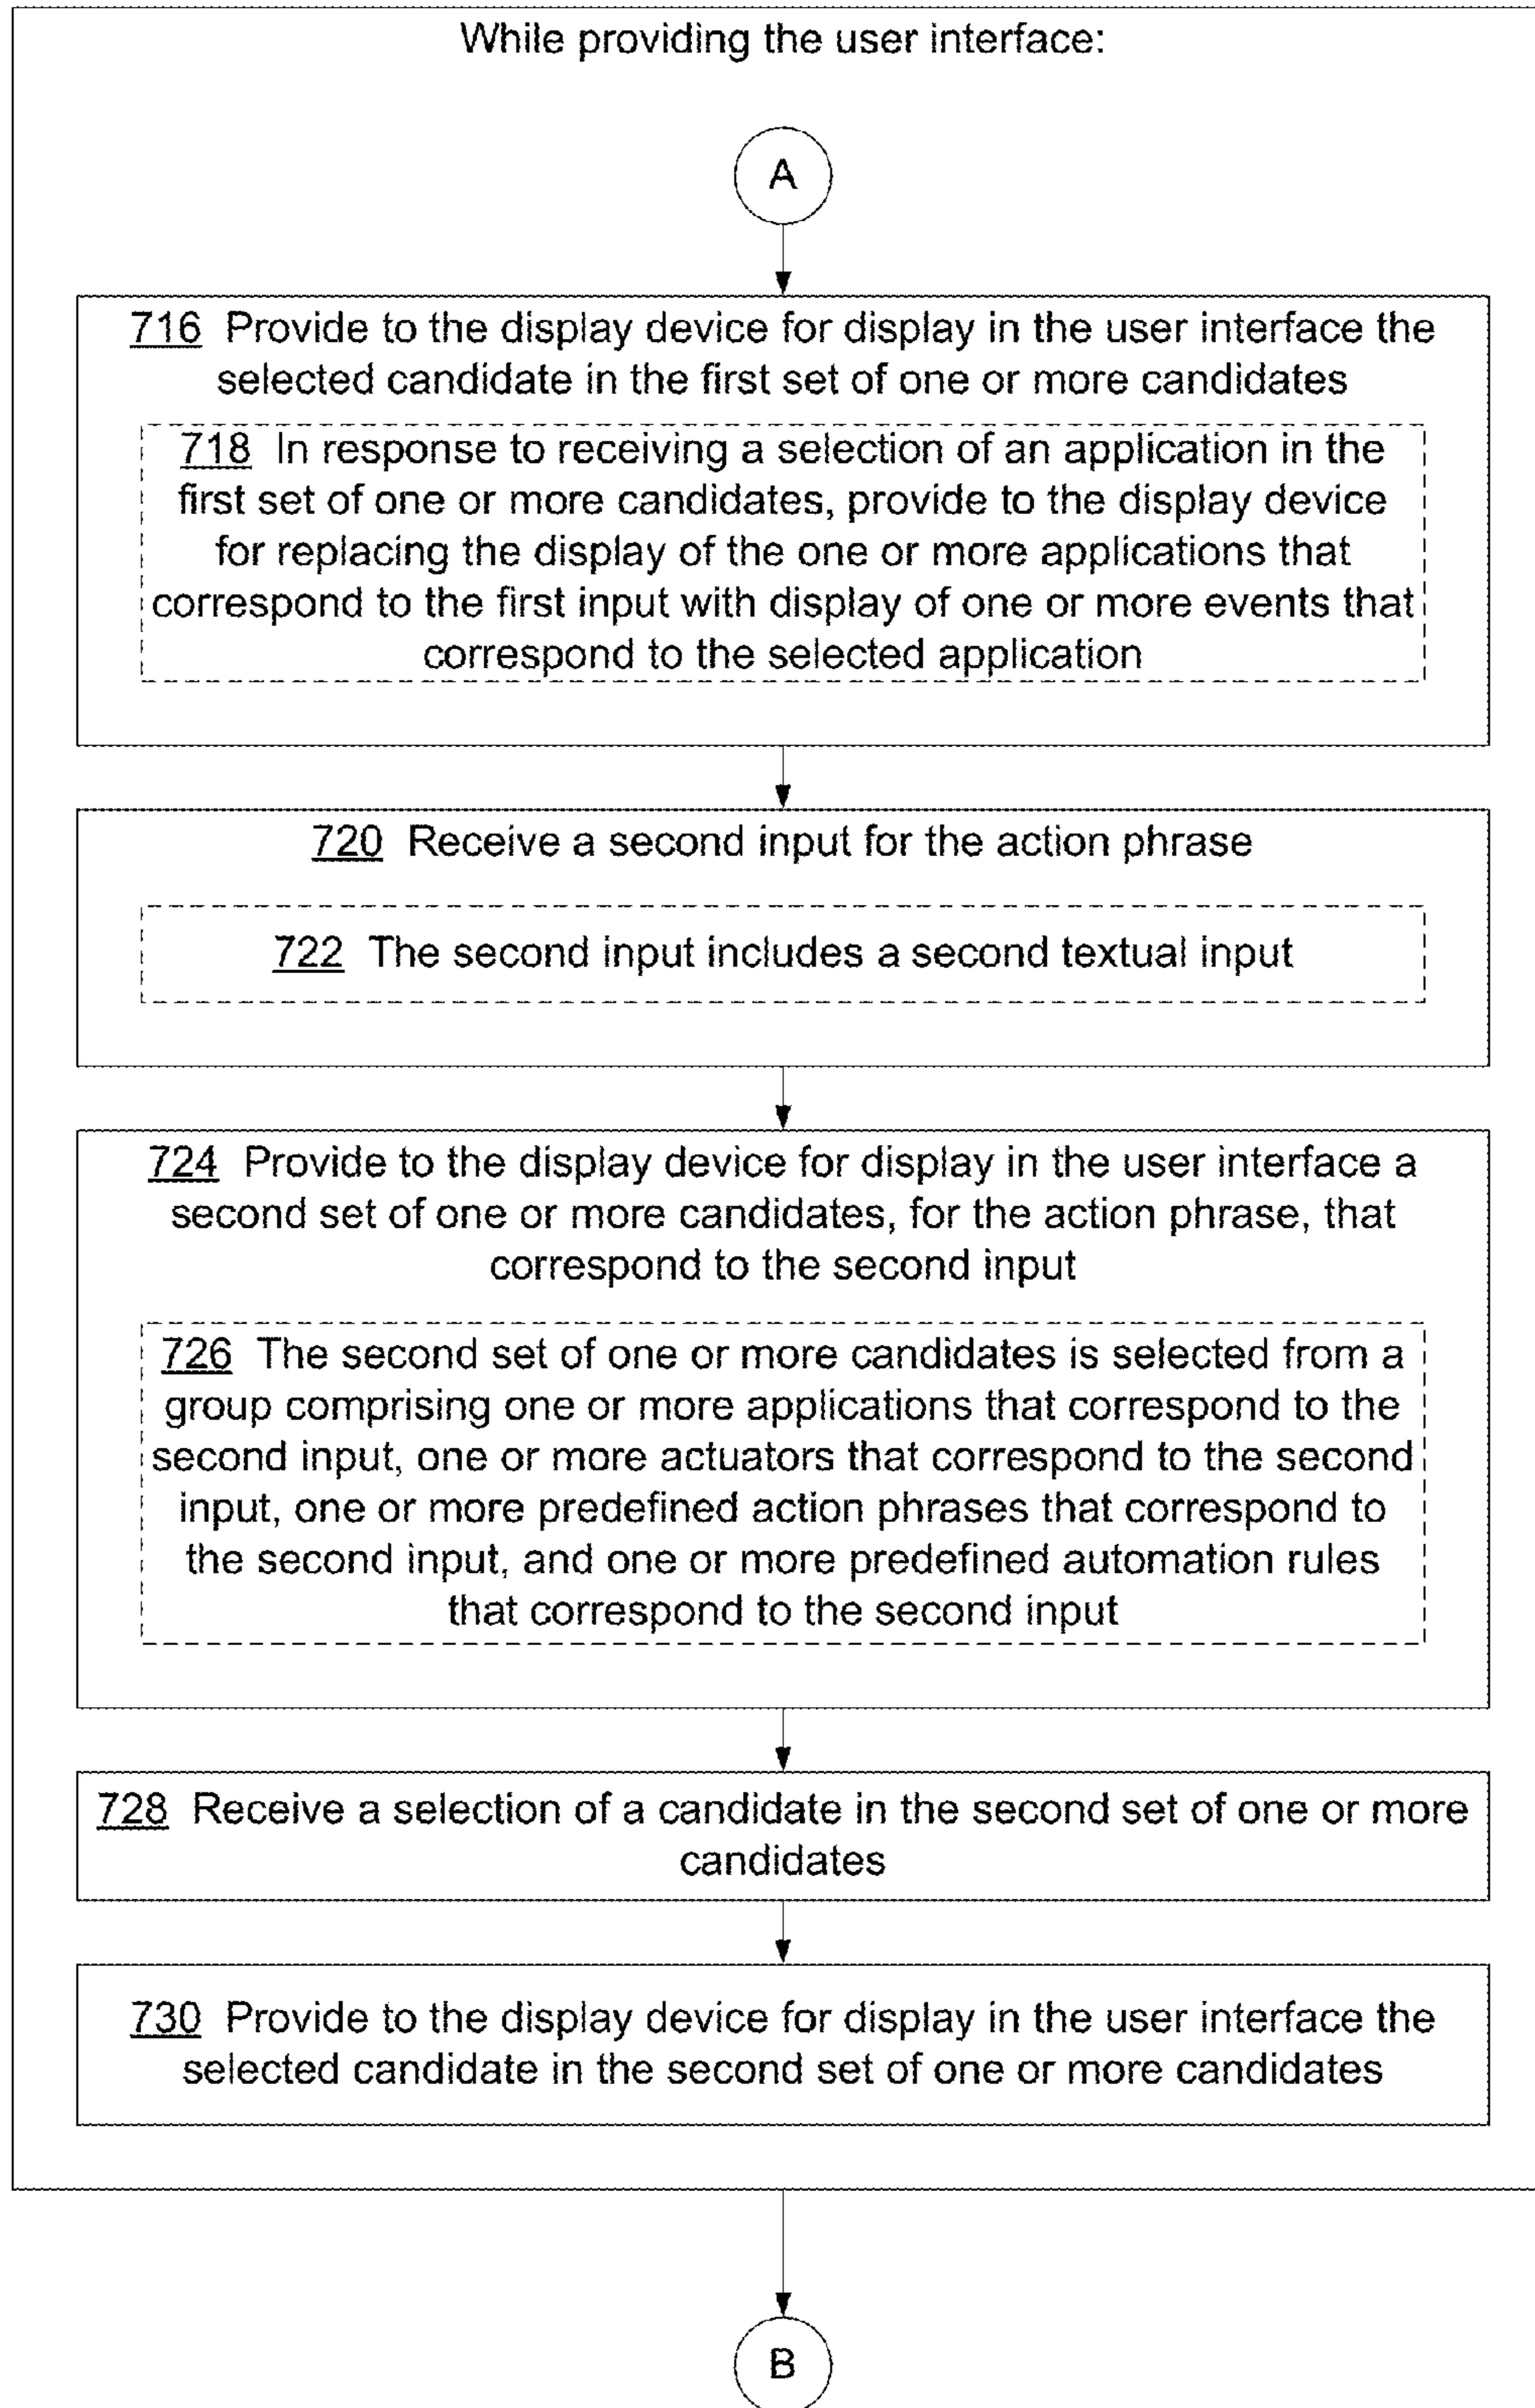 While providing the user interface:
A
716 Provide to the display device for display in the user interface the
selected candidate in the first set of one or more candidates
718 In response to receiving a selection of an application in the
first set of one or more candidates, provide to the display device
for replacing the display of the one or more applications that
correspond to the first input with display of one or more events that
correspond to the selected application
720 Receive a second input for the action phrase
722 The second input includes a second textual input
724 Provide to the display device for display in the user interface a
second set of one or more candidates, for the action phrase, that
correspond to the second input
726 The second set of one or more candidates is selected from a
group comprising one or more applications that correspond to the
second input, one or more actuators that correspond to the second
input, one or more predefined action phrases that correspond to
the second input, and one or more predefined automation rules
that correspond to the second input
728 Receive a selection of a candidate in the second set of one or more
candidates
730 Provide to the display device for display in the user interface the
selected candidate in the second set of one or more candidates
B